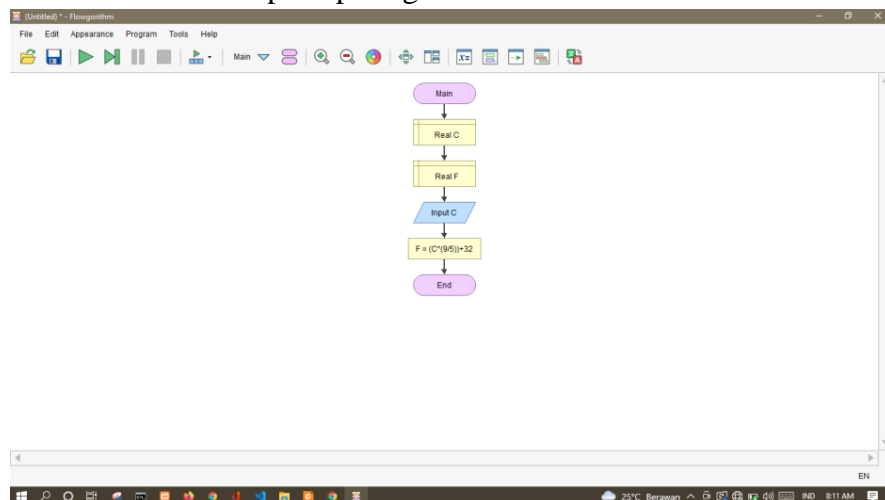 (Untitled) * - Flowgorithm
File Edit Appearance Program Tools Help
Main
X=
Main
Real C
Real F
Input C
F = (C*(9/5))+32
End
EN
25°C Berawan
IND
8:11 AM